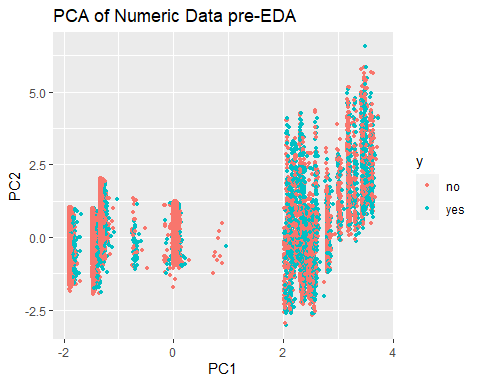 PCA of Numeric Data pre-EDA
5.0
2.5
0.0
-2.5
PC2
-2 0 2 4
PC1
y
no
yes